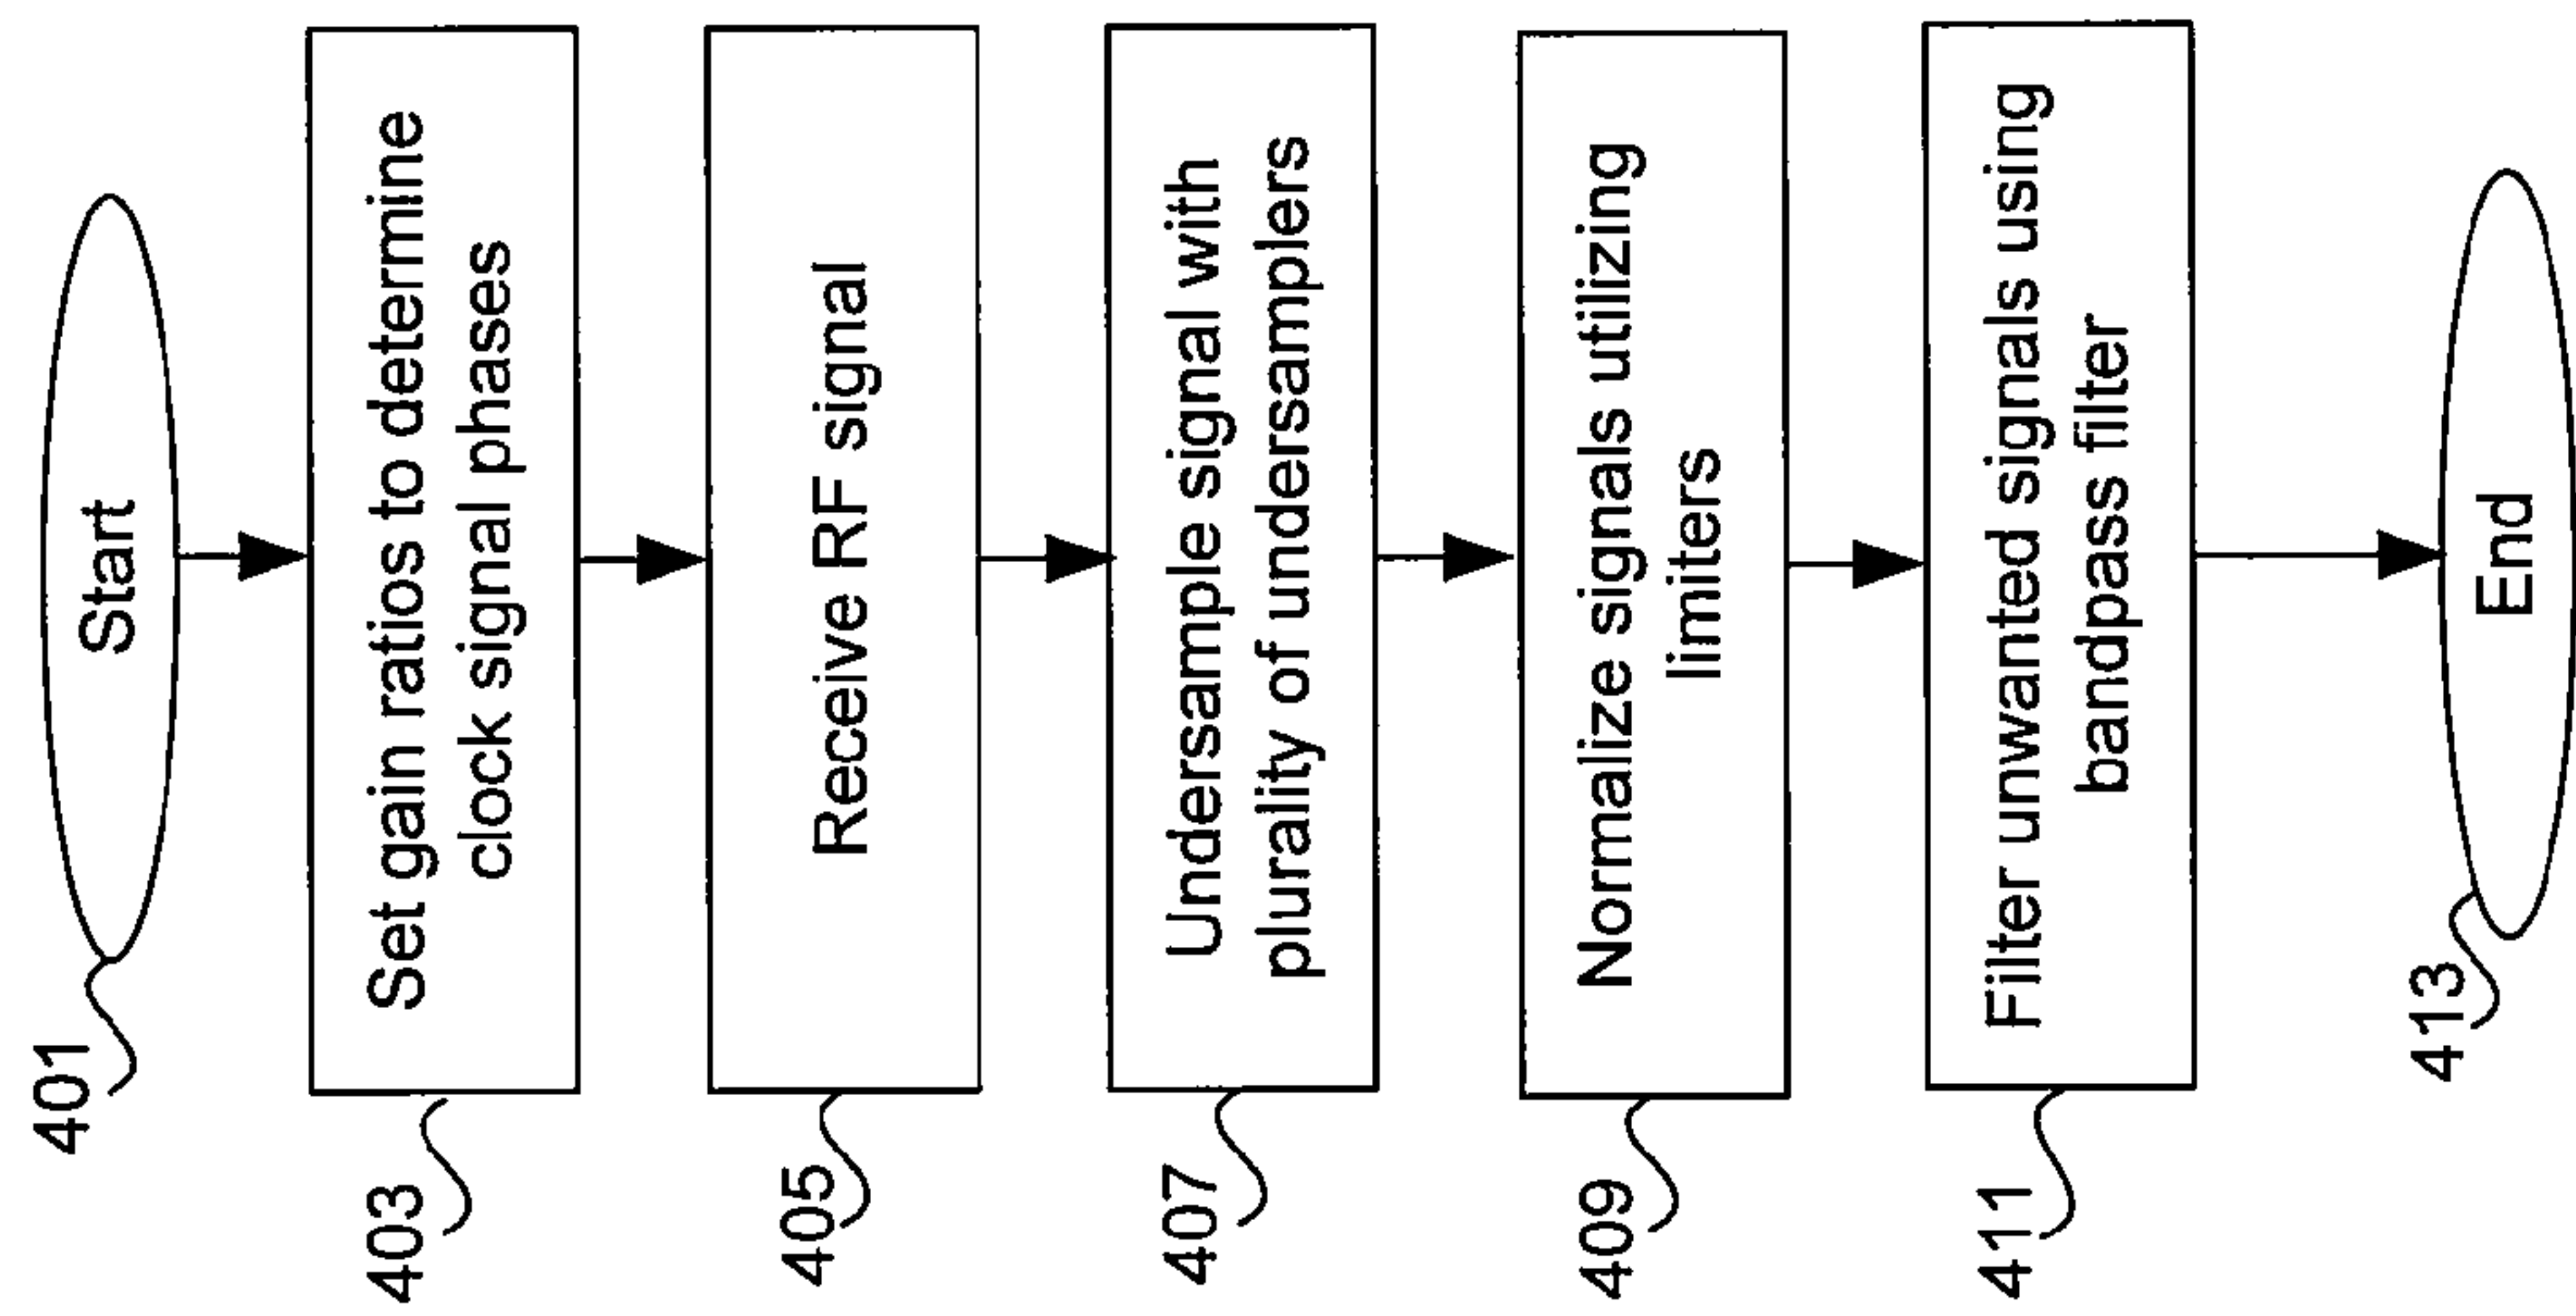 401
Start
403
Set gain ratios to determine
clock signal phases
405
Receive RF signal
407
Undersample signal with
plurality of undersamplers
409
Normalize signals utilizing
limiters
411
Filter unwanted signals using
bandpass filter
413
End